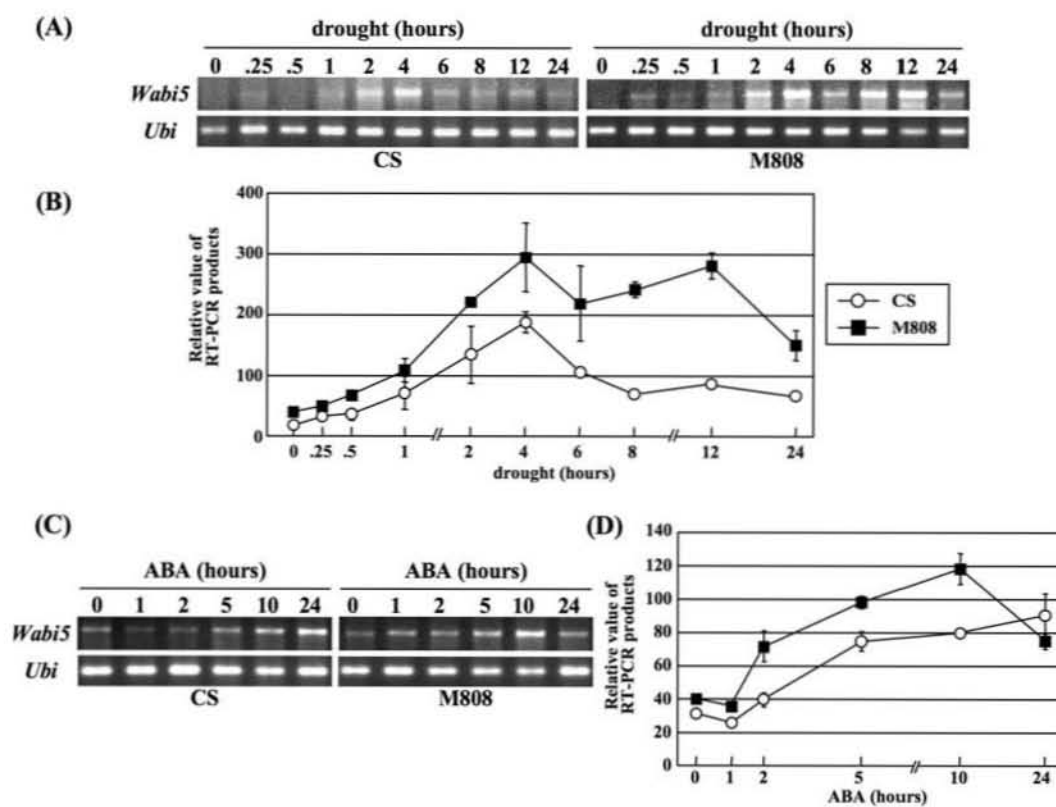 (A)
drought (hours)
drought (hours)
0 .25 .5 1 2 4 6 8 12 24
0 .25 .5 1 2 4 6 8 12 24
Wabi5
Ubi
CS
M808
(B)
Relative value of
RT-PCR products
400
300
200
100
0
0 .25 .5 1 // 2 4 6 8 // 12 24
drought (hours)
CS
M808
(C)
ABA (hours)
ABA (hours)
0 1 2 5 10 24
0 1 2 5 10 24
Wabi5
Ubi
CS
M808
(D)
Relative value of
RT-PCR products
140
120
100
80
60
40
20
0
0 1 2 5 // 10 24
ABA (hours)